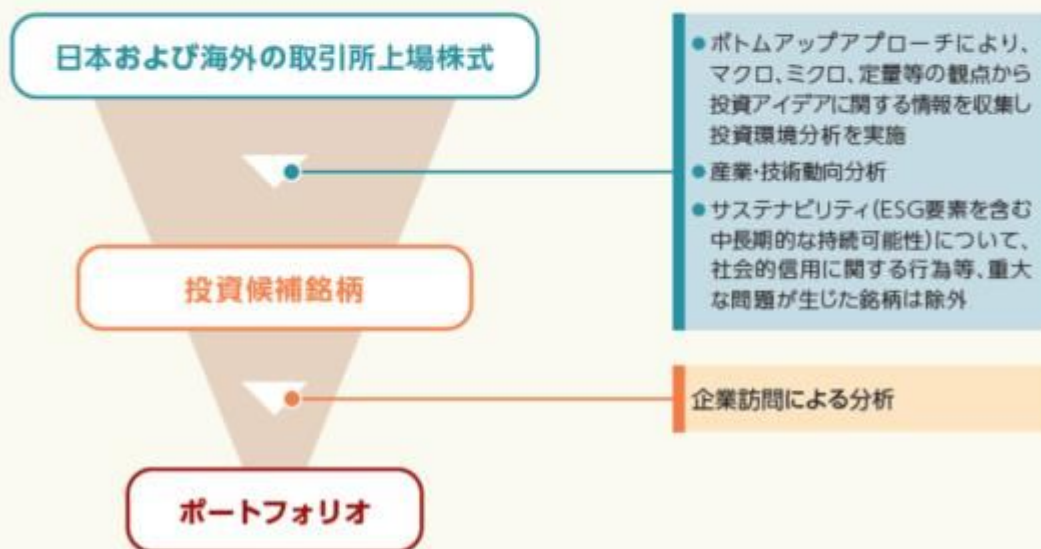 日本および海外の取引所上場株式
●ボトムアップアプローチにより、
マクロ、ミクロ、定量等の観点から
投資アイデアに関する情報を収集し
投資環境分析を実施
●産業・技術動向分析
●サステナビリティ(ESG要素を含む
中長期的な持続可能性)について、
社会的信用に関する行為等、重大
な問題が生じた銘柄は除外
投資候補銘柄
企業訪問による分析
ポートフォリオ